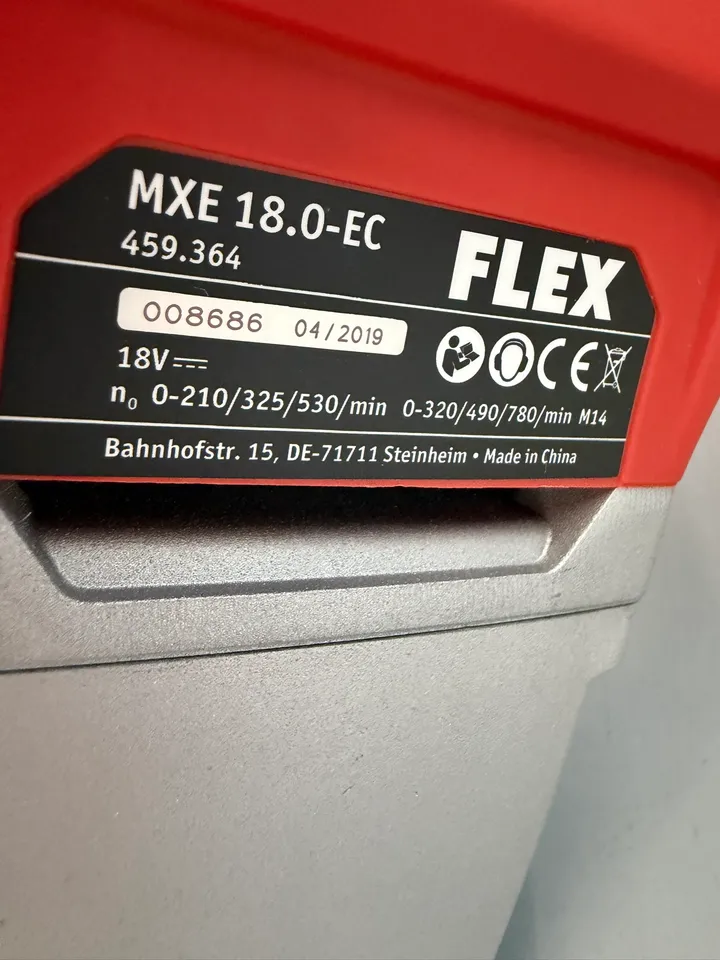 MXE 18.0-EC
459.364
FLEX
008686 04/2019
CE
18V
n₀ 0-210/325/530/min 0-320/490/780/min M14
Bahnhofstr. 15, DE-71711 Steinheim • Made in China